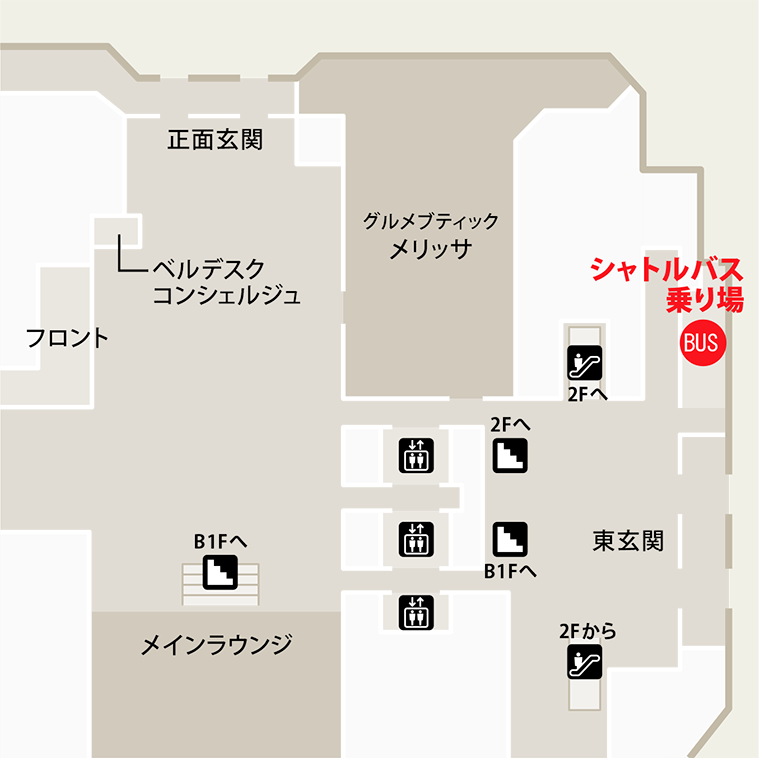 正面玄関
グルメブティック
メリッサ
ベルデスク
コンシェルジュ
シャトルバス
乗り場
BUS
フロント
2Fへ
2Fへ
B1Fへ
B1Fへ
東玄関
2Fから
メインラウンジ